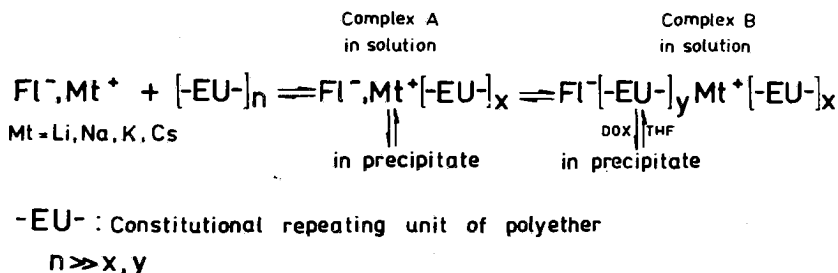 Complex A Complex B
in solution in solution
Fl⁻,Mt⁺ + [-EU-]n ⇌ Fl⁻,Mt⁺[-EU-]x ⇌ Fl⁻[-EU-]y Mt⁺[-EU-]x
Mt = Li, Na, K, Cs ⇌ DOX ⇌ THF
in precipitate in precipitate
-EU- : Constitutional repeating unit of polyether
n≫x,y